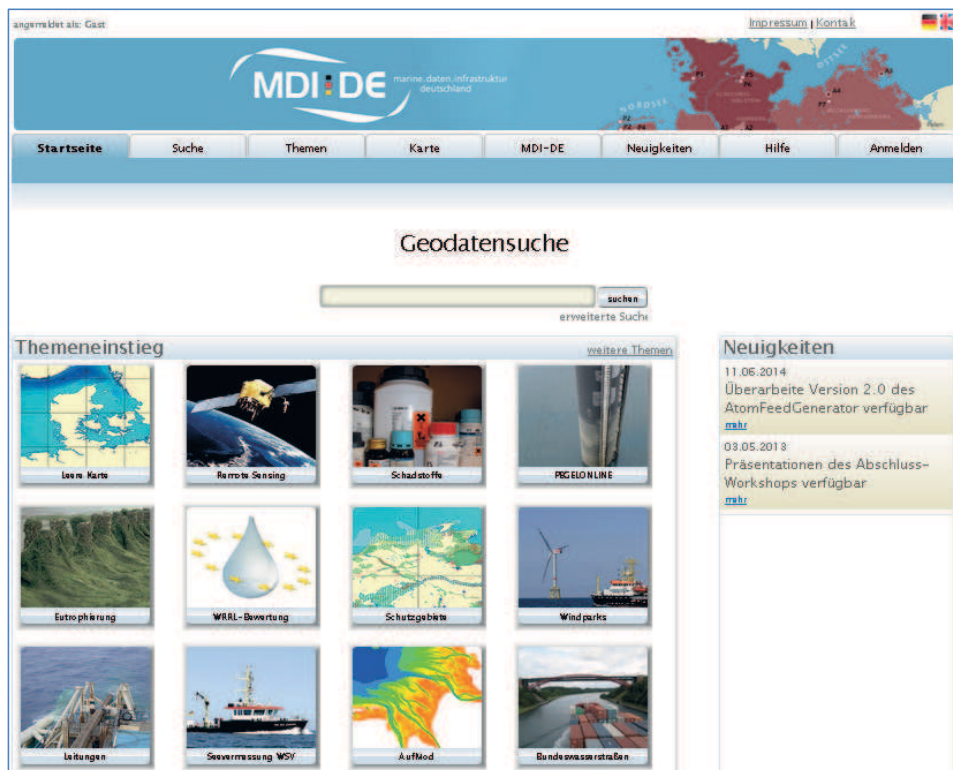 angemeldet als: Gast
Impressum | Kontak
MDI-DE
marine.daten.infrastruktur
deutschland
NORDSEE
OSTSEE
Startseite
Suche
Themen
Karte
MDI-DE
Neuigkeiten
Hilfe
Anmelden
Geodatensuche
suchen
erweiterte Suche
Themeneinstieg
weitere Themen
Leere Karte
Remote Sensing
Schadstoffe
PEGELONLINE
Eutrophierung
WRRL-Bewertung
Schutzgebiete
Windparks
Leitungen
Seevermessung WSV
AufMod
Bundeswasserstraßen
Neuigkeiten
11.06.2014
Überarbeite Version 2.0 des
AtomFeedGenerator verfügbar
mehr
03.05.2013
Präsentationen des Abschluss-
Workshops verfügbar
mehr